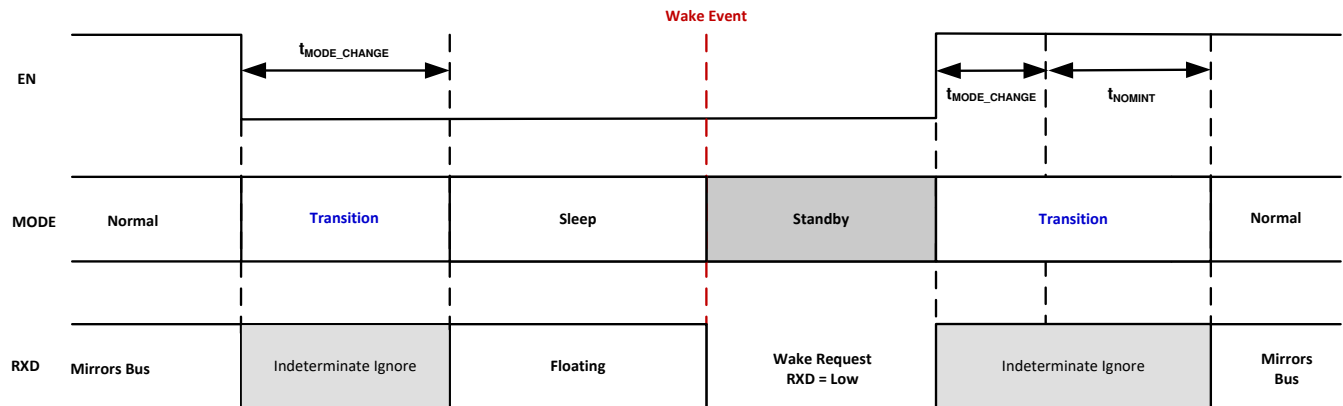 Wake Event
tMODE_CHANGE
EN
tMODE_CHANGE
tNOMINT
MODE
Normal
Transition
Sleep
Standby
Transition
Normal
RXD
Mirrors Bus
Indeterminate Ignore
Floating
Wake Request
RXD = Low
Indeterminate Ignore
Mirrors
Bus